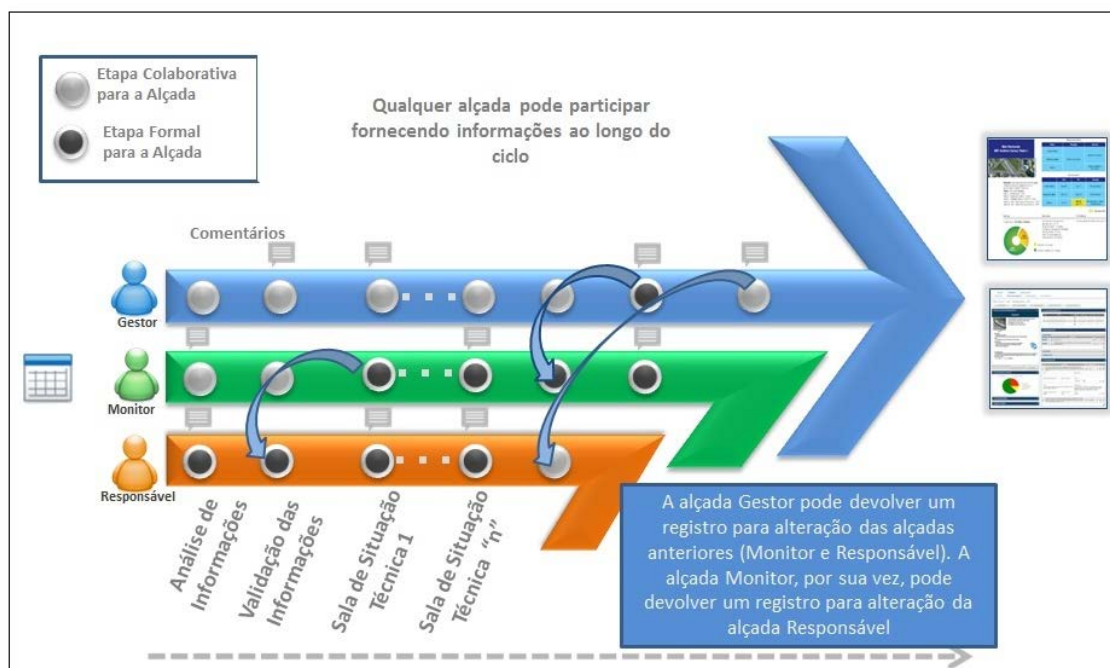 Etapa Colaborativa
para a Alçada
Etapa Formal
para a Alçada
Qualquer alçada pode participar
fornecendo informações ao longo do
ciclo
Comentários
Gestor
Monitor
Responsável
Análise de
Informações
Validação das
Informações
Sala de Situação
Técnica 1
Sala de Situação
Técnica “n”
A alçada Gestor pode devolver um
registro para alteração das alçadas
anteriores (Monitor e Responsável). A
alçada Monitor, por sua vez, pode
devolver um registro para alteração da
alçada Responsável